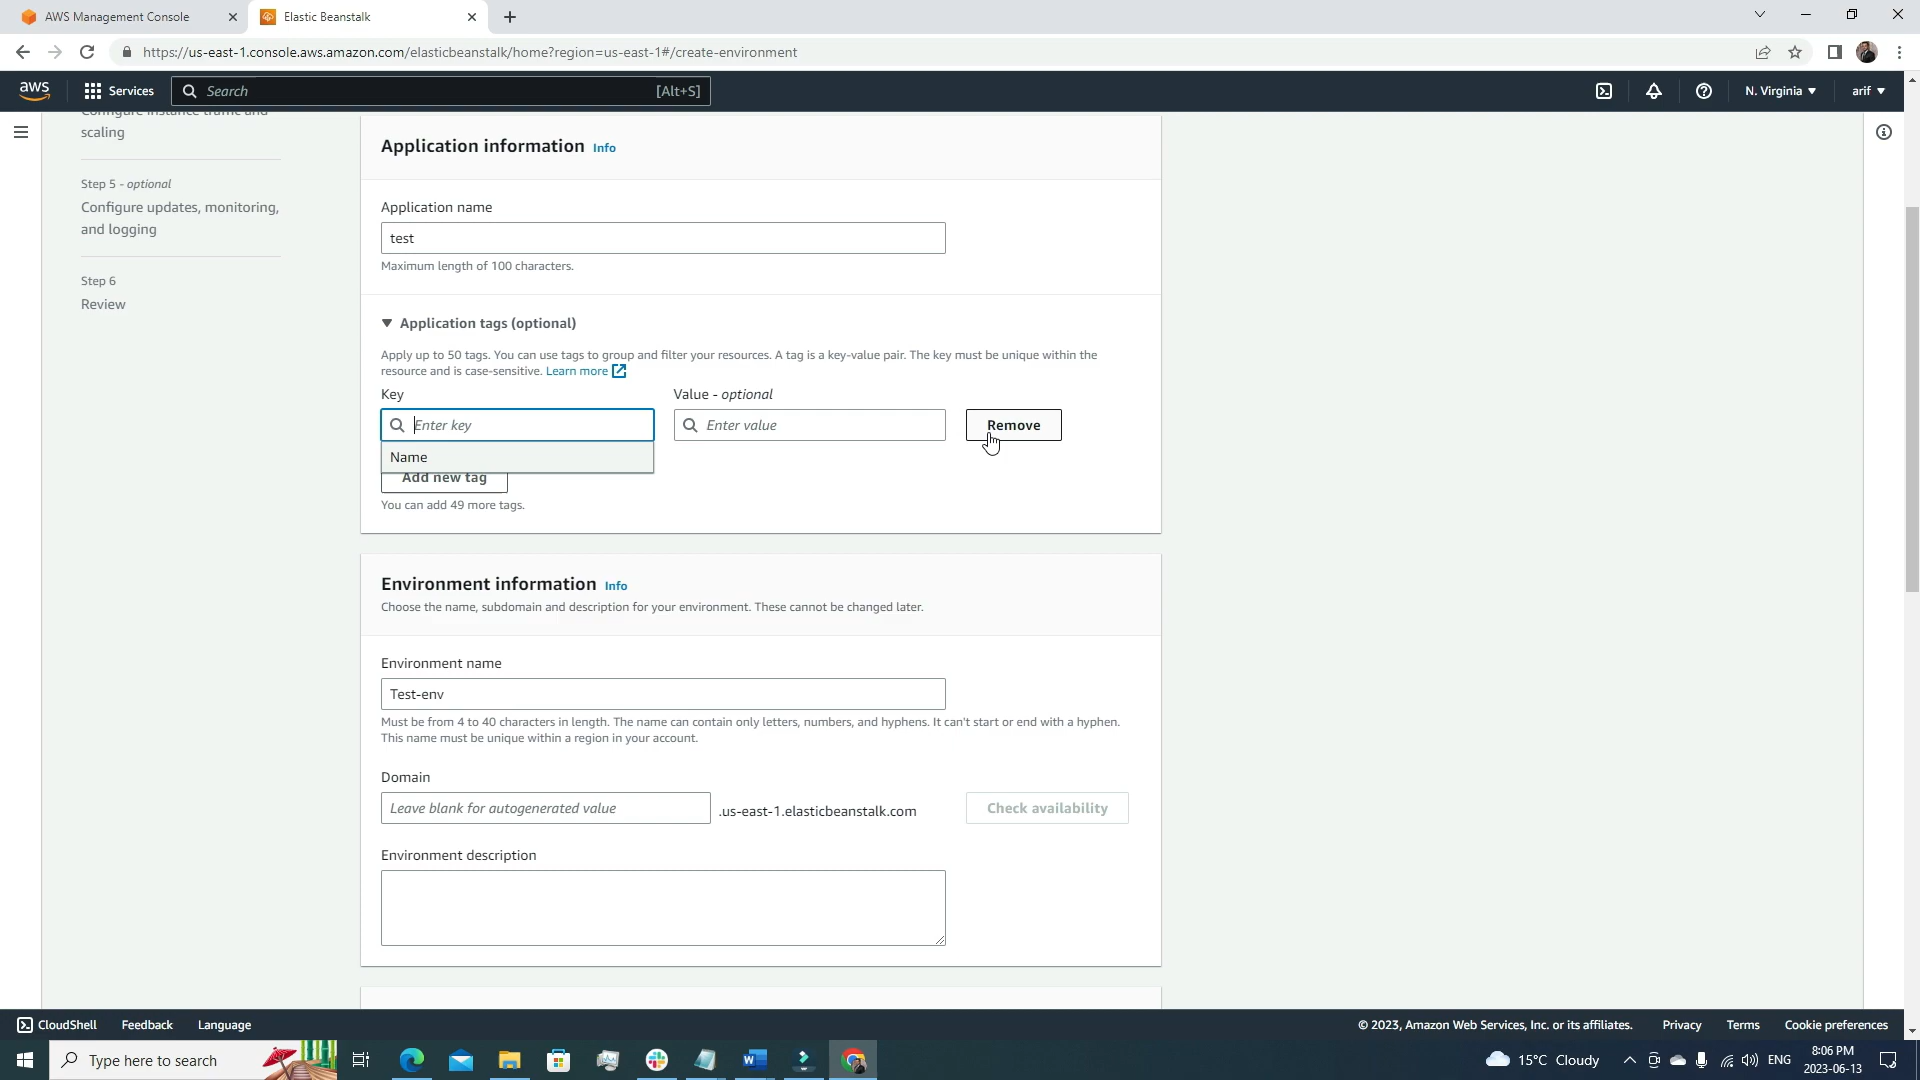 AWS Management Console
Elastic Beanstalk
https://us-east-1.console.aws.amazon.com/elasticbeanstalk/home?region=us-east-1#/create-environment
aws
Services
Search
[Alt+S]
N. Virginia
arif
Configure instance traffic and
scaling
Step 5 - optional
Configure updates, monitoring,
and logging
Step 6
Review
Application information Info
Application name
test
Maximum length of 100 characters.
Application tags (optional)
Apply up to 50 tags. You can use tags to group and filter your resources. A tag is a key-value pair. The key must be unique within the
resource and is case-sensitive. Learn more
Key
Value - optional
Enter key
Enter value
Remove
Name
Add new tag
You can add 49 more tags.
Environment information Info
Choose the name, subdomain and description for your environment. These cannot be changed later.
Environment name
Test-env
Must be from 4 to 40 characters in length. The name can contain only letters, numbers, and hyphens. It can't start or end with a hyphen.
This name must be unique within a region in your account.
Domain
Leave blank for autogenerated value
.us-east-1.elasticbeanstalk.com
Check availability
Environment description
CloudShell
Feedback
Language
© 2023, Amazon Web Services, Inc. or its affiliates.
Privacy
Terms
Cookie preferences
Type here to search
15°C Cloudy
ENG
8:06 PM
2023-06-13